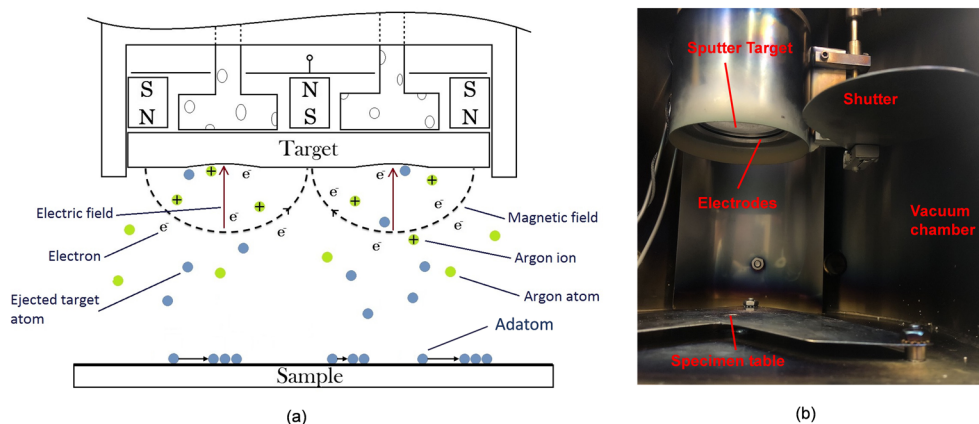 S
N
N
S
S
N
Target
e⁻
e⁻
e⁻
e⁻
e⁻
e⁻
e⁻
e⁻
e⁻
Electric field
Magnetic field
Electron
Argon ion
Ejected target
atom
Argon atom
Adatom
Sample
(a)
Sputter Target
Shutter
Electrodes
Vacuum
chamber
Specimen table
(b)